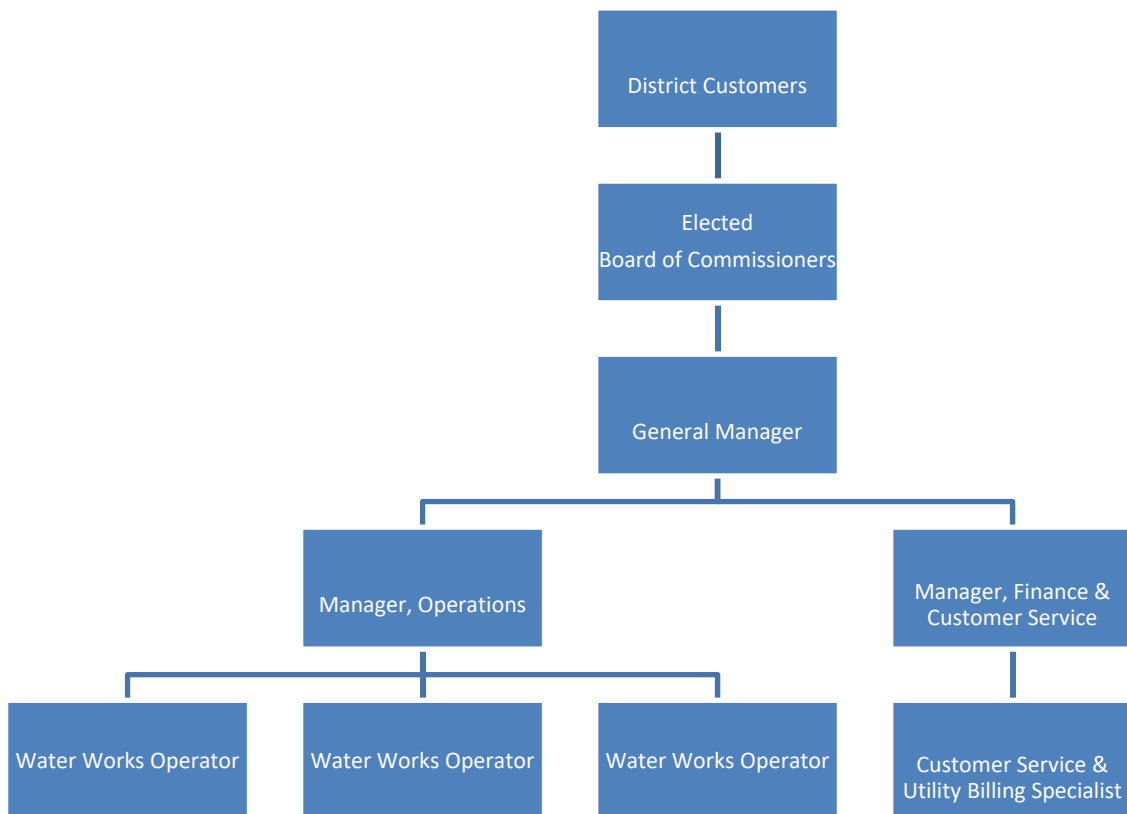 District Customers
Elected
Board of Commissioners
General Manager
Manager, Operations
Manager, Finance &
Customer Service
Water Works Operator
Water Works Operator
Water Works Operator
Customer Service &
Utility Billing Specialist